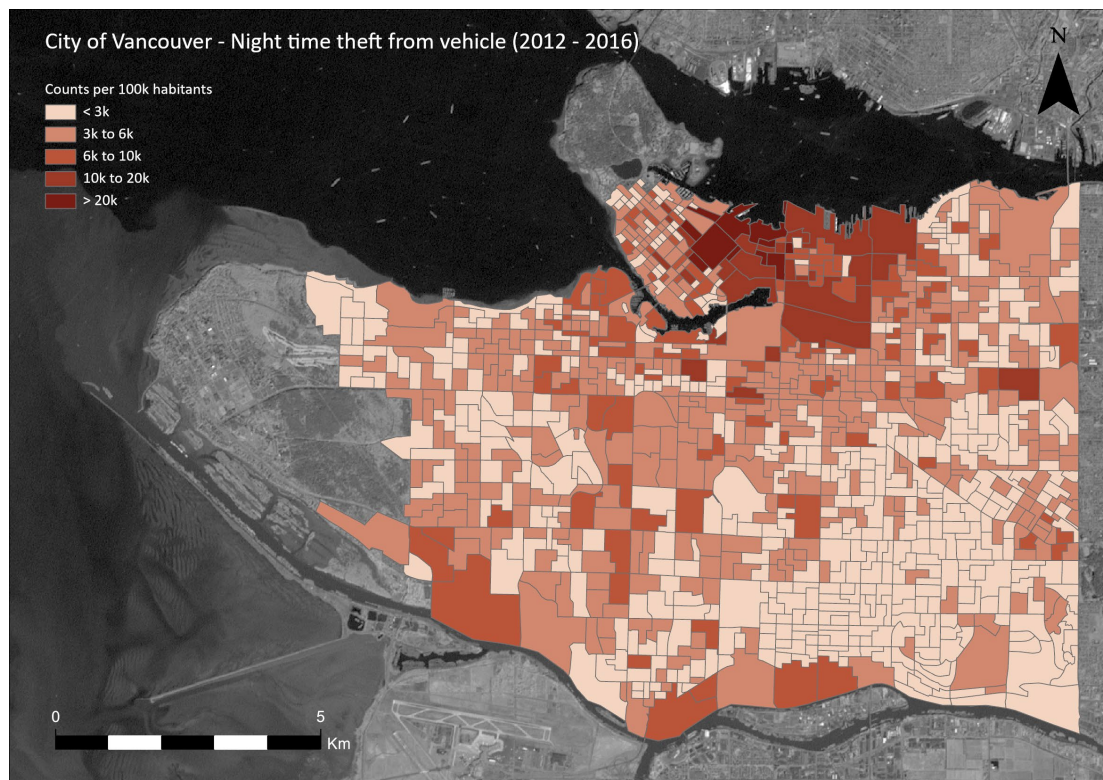 City of Vancouver - Night time theft from vehicle (2012 - 2016)
N
Counts per 100k habitants
< 3k
3k to 6k
6k to 10k
10k to 20k
> 20k
0 5
Km